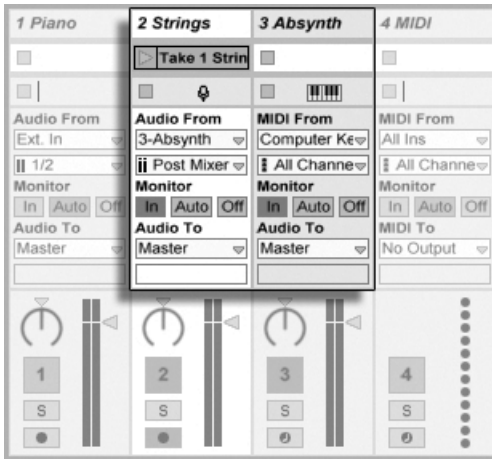 1 Piano
2 Strings
3 Absynth
4 MIDI
Take 1 Strin
Audio From
Audio From
MIDI From
MIDI From
Ext. In
3-Absynth
Computer Ke
All Ins
1/2
Post Mixer
All Channe
All Channe
Monitor
Monitor
Monitor
Monitor
In Auto Off
In Auto Off
In Auto Off
In Auto Off
Audio To
Audio To
Audio To
MIDI To
Master
Master
Master
No Output
1
2
3
4
S
S
S
S